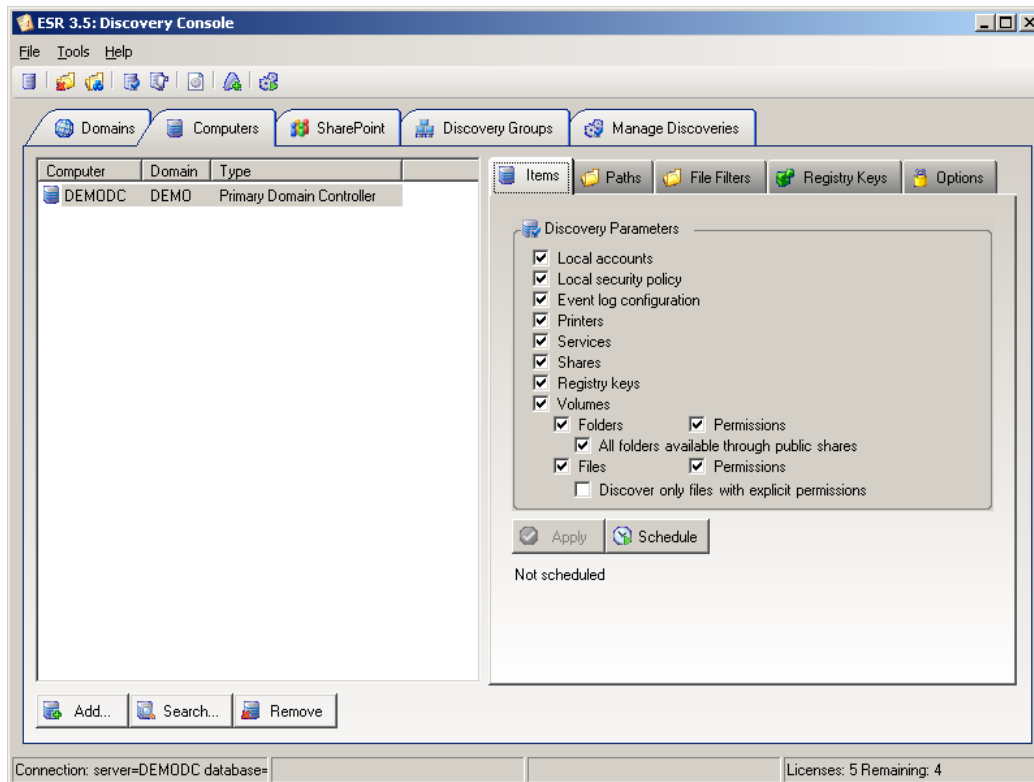 ESR 3.5: Discovery Console
File Tools Help
Domains Computers SharePoint Discovery Groups Manage Discoveries
Computer Domain Type
DEMODC DEMO Primary Domain Controller
Items Paths File Filters Registry Keys Options
Discovery Parameters
Local accounts
Local security policy
Event log configuration
Printers
Services
Shares
Registry keys
Volumes
Folders Permissions
All folders available through public shares
Files Permissions
Discover only files with explicit permissions
Apply Schedule
Not scheduled
Add... Search... Remove
Connection: server=DEMODC database= Licenses: 5 Remaining: 4